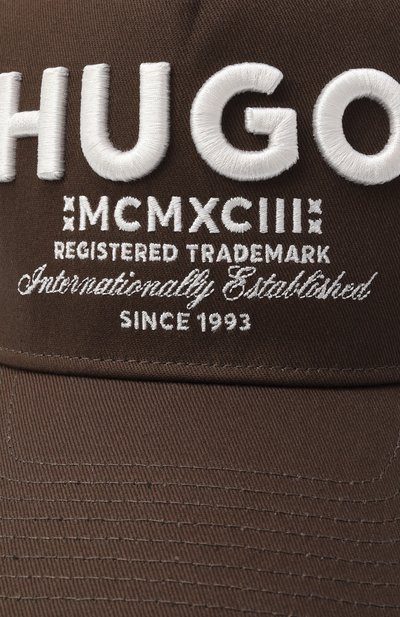 HUGO
MCMXCIII
REGISTERED TRADEMARK
Internationally Established
SINCE 1993